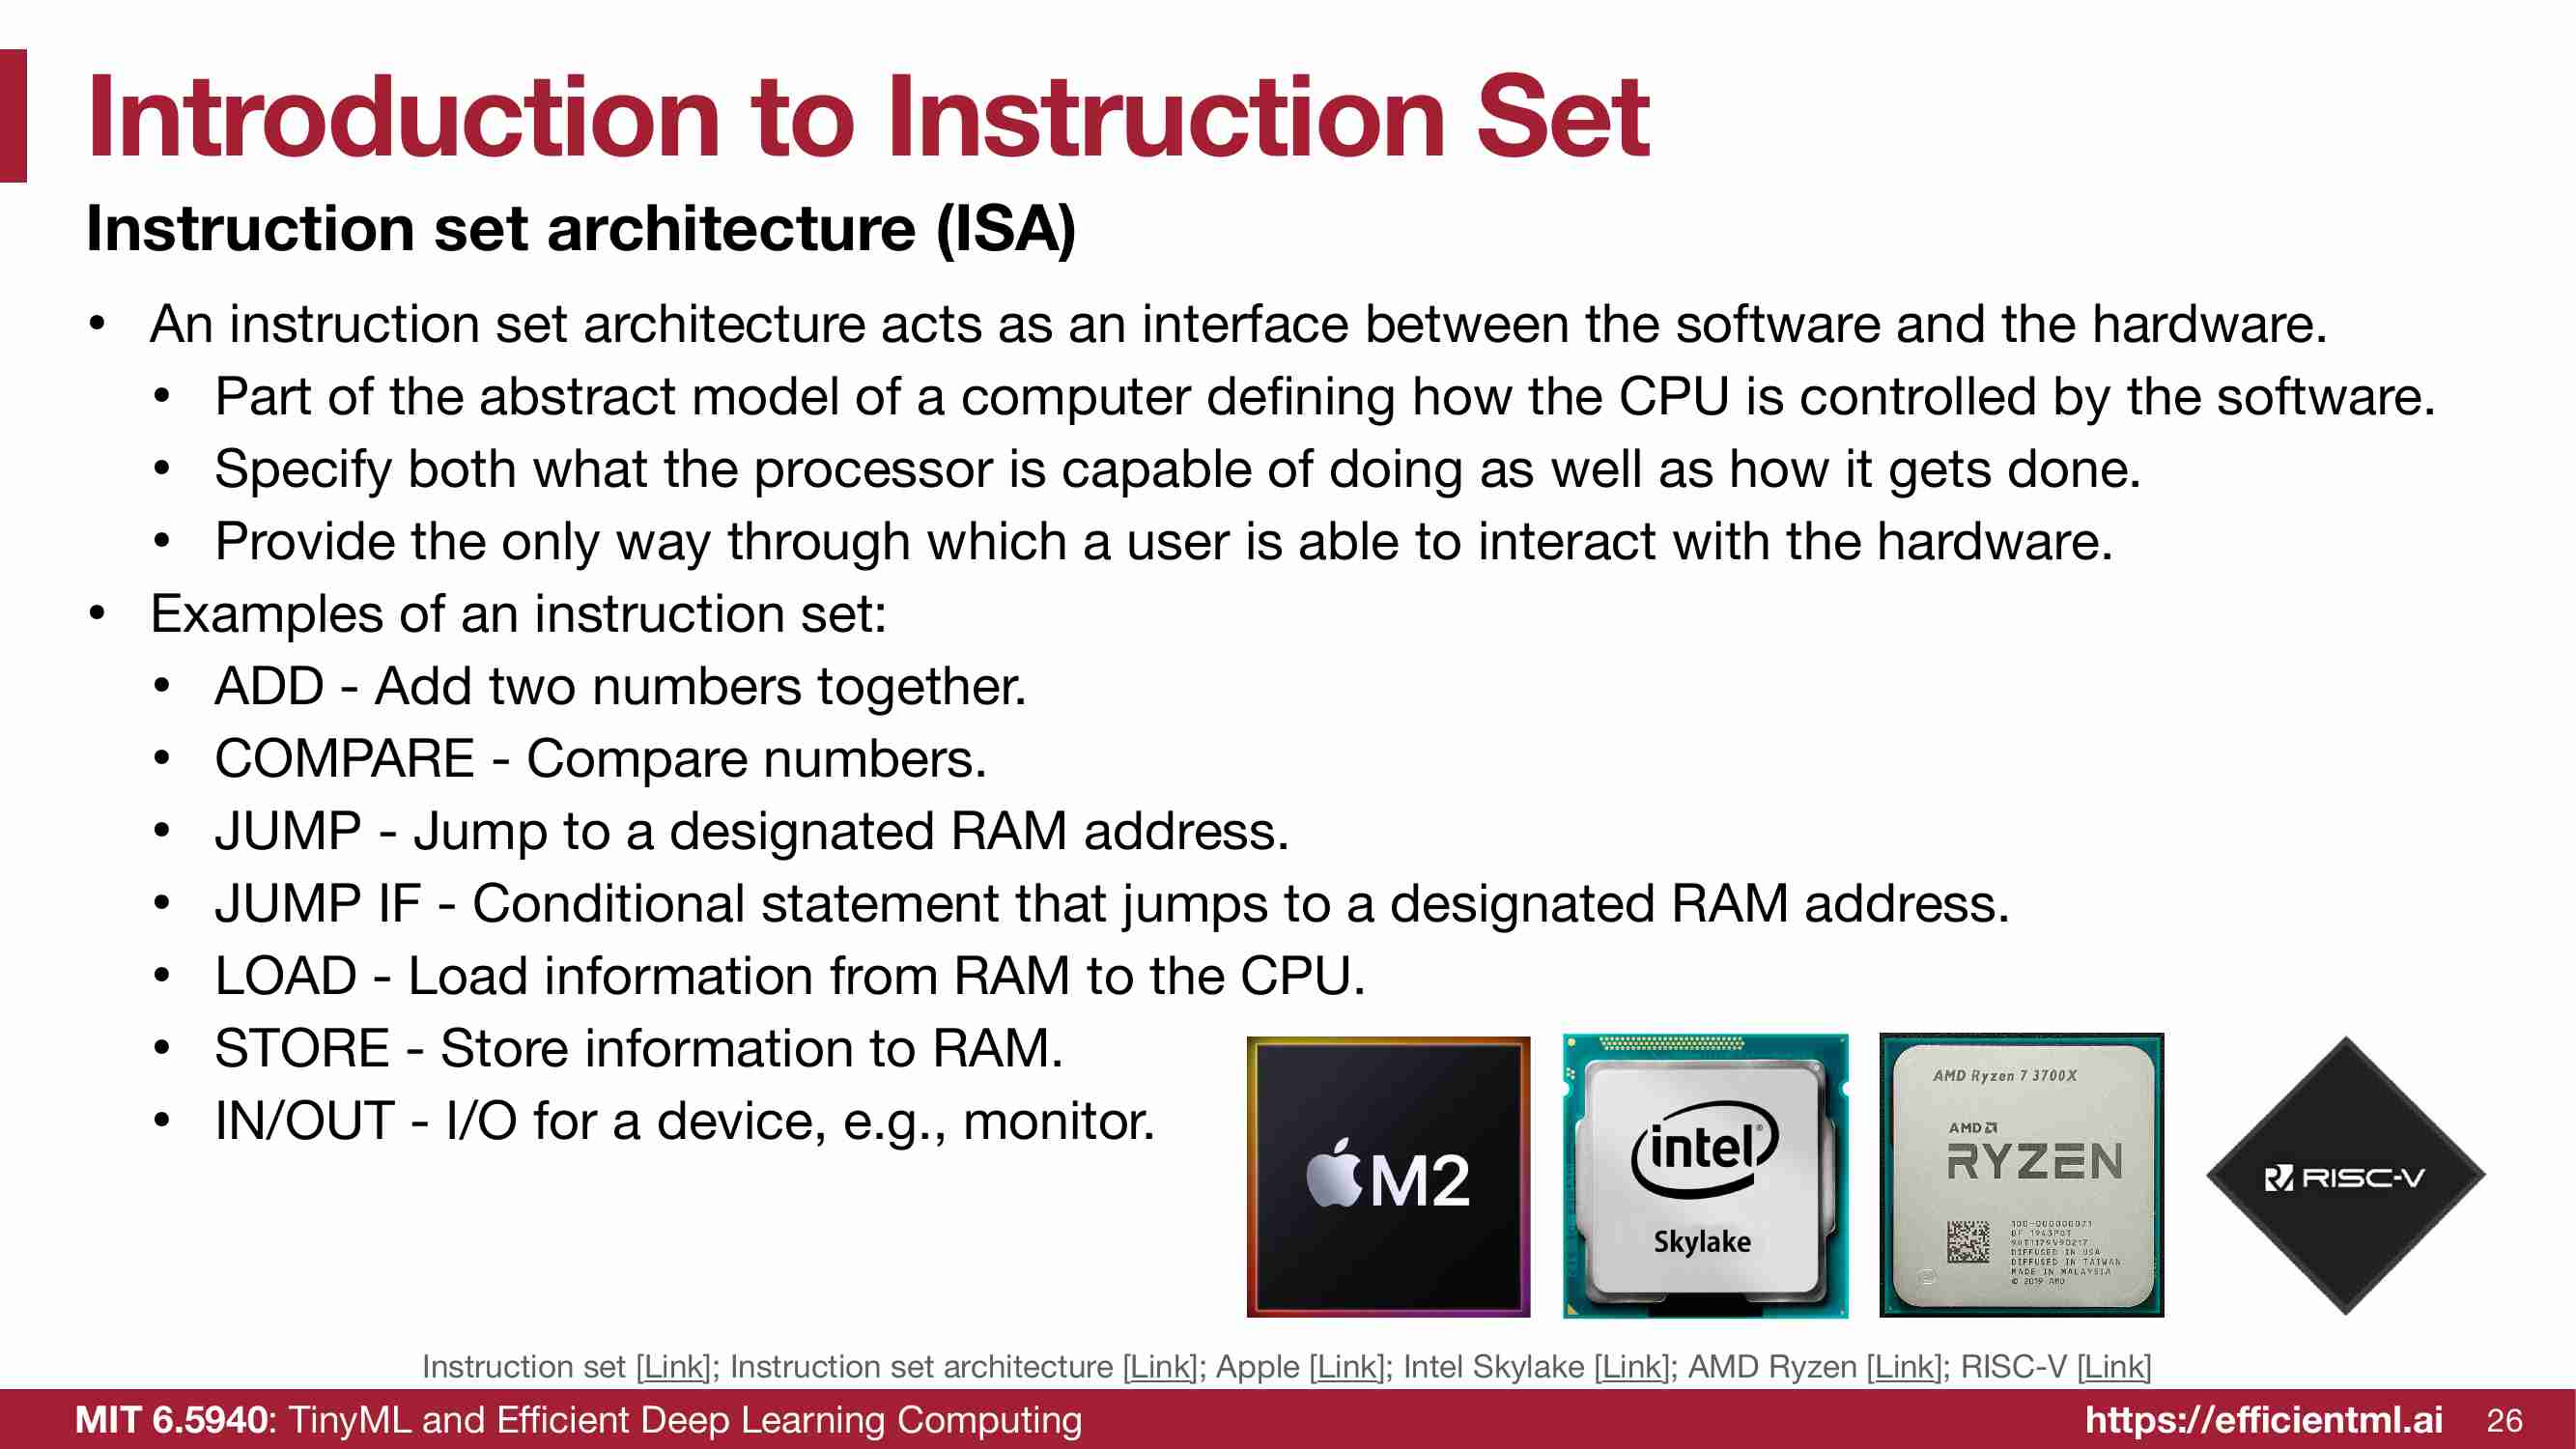 Introduction to Instruction Set
Instruction set architecture (ISA)
• An instruction set architecture acts as an interface between the software and the hardware.
• Part of the abstract model of a computer defining how the CPU is controlled by the software.
• Specify both what the processor is capable of doing as well as how it gets done.
• Provide the only way through which a user is able to interact with the hardware.
• Examples of an instruction set:
• ADD - Add two numbers together.
• COMPARE - Compare numbers.
• JUMP - Jump to a designated RAM address.
• JUMP IF - Conditional statement that jumps to a designated RAM address.
• LOAD - Load information from RAM to the CPU.
• STORE - Store information to RAM.
• IN/OUT - I/O for a device, e.g., monitor.
M2
intel®
Skylake
AMD Ryzen 7 3700X
AMD
RYZEN
DIFFUSED IN USA
DIFFUSED IN TAIWAN
MADE IN MALAYSIA
© 2019 AMD
RISC-V
Instruction set [Link]; Instruction set architecture [Link]; Apple [Link]; Intel Skylake [Link]; AMD Ryzen [Link]; RISC-V [Link]
MIT 6.5940: TinyML and Efficient Deep Learning Computing
https://efficientml.ai
26